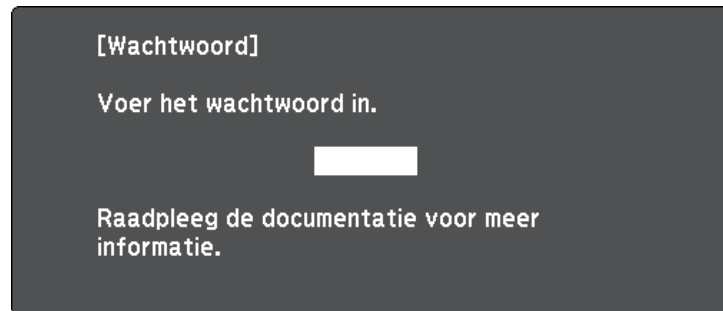 [Wachtwoord]
Voer het wachtwoord in.
Raadpleeg de documentatie voor meer
informatie.